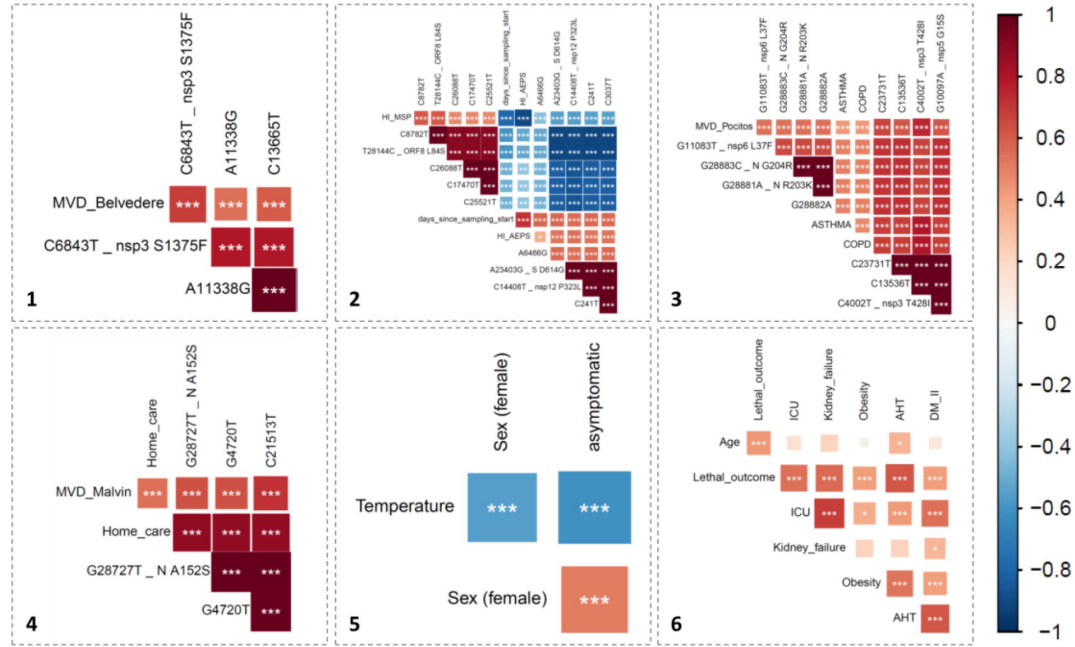 C6843T _ nsp3 S1375F
A11338G
C13665T
MVD_Belvedere
*** *** ***
C6843T _ nsp3 S1375F
*** ***
A11338G
***
1
C8782T
T28144C _ ORF8 L84S
C26088T
C17470T
C25521T
days_since_sampling_start
HI_AEPS
A6466G
A23403G _ S D614G
C14408T _ nsp12 P323L
C241T
C3037T
HI_MSP
C8782T
T28144C _ ORF8 L84S
C26088T
C17470T
C25521T
days_since_sampling_start
HI_AEPS
A6466G
A23403G _ S D614G
C14408T _ nsp12 P323L
C241T
2
G11083T _ nsp6 L37F
G28883C _ N G204R
G28881A _ N R203K
G28882A
ASTHMA
COPD
C23731T
C13536T
C4002T _ nsp3 T428I
G10097A _ nsp5 G15S
MVD_Pocitos
G11083T _ nsp6 L37F
G28883C _ N G204R
G28881A _ N R203K
G28882A
ASTHMA
COPD
C23731T
C13536T
C4002T _ nsp3 T428I
3
Home_care
G28727T _ N A152S
G4720T
C21513T
MVD_Malvin
*** *** *** ***
Home_care
*** *** ***
G28727T _ N A152S
*** ***
G4720T
***
4
Sex (female)
asymptomatic
Temperature
*** ***
Sex (female)
***
5
Lethal_outcome
ICU
Kidney_failure
Obesity
AHT
DM_II
Age
*** *
Lethal_outcome
*** *** *** *** ***
ICU
*** * *** ***
Kidney_failure
*
Obesity
*** ***
AHT
***
6
1
0.8
0.6
0.4
0.2
0
−0.2
−0.4
−0.6
−0.8
−1